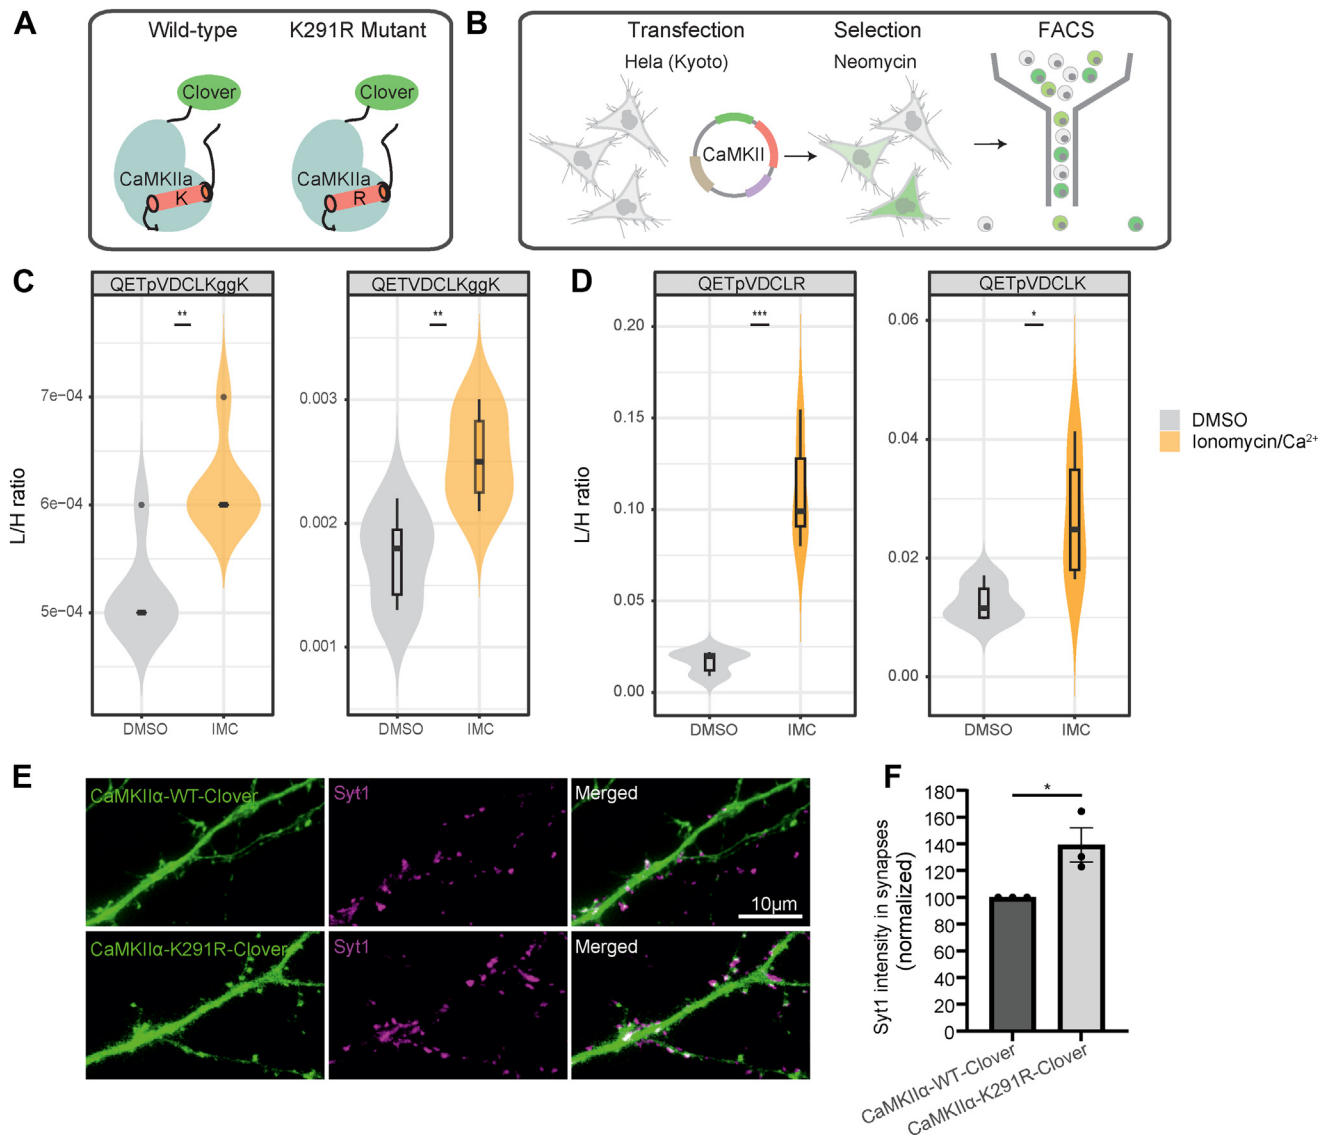 A
Wild-type
K291R Mutant
Clover
Clover
CaMKIIa
K
CaMKIIa
R
B
Transfection
Selection
FACS
Hela (Kyoto)
Neomycin
CaMKII
C
QETpVDCLKggK
**
7e−04
6e−04
5e−04
L/H ratio
DMSO
IMC
QETVDCLKggK
**
0.003
0.002
0.001
DMSO
IMC
D
QETpVDCLR
***
0.20
0.15
0.10
0.05
0.00
L/H ratio
DMSO
IMC
QETpVDCLK
*
0.06
0.04
0.02
0.00
DMSO
IMC
DMSO
Ionomycin/Ca²⁺
E
CaMKIIα-WT-Clover
Syt1
Merged
10μm
CaMKIIα-K291R-Clover
Syt1
Merged
F
*
180
160
140
120
100
80
60
40
20
0
Syt1 intensity in synapses
(normalized)
CaMKIIα-WT-Clover
CaMKIIα-K291R-Clover